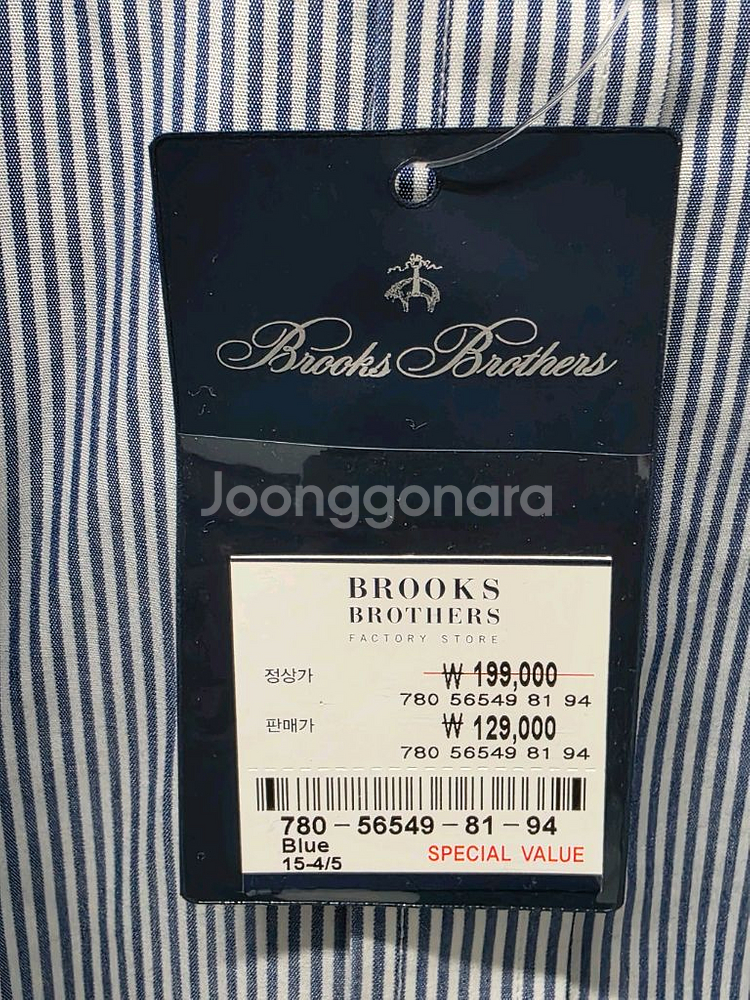 Brooks Brothers
Joonggonara
BROOKS
BROTHERS
FACTORY STORE
정상가 ₩ 199,000
780 56549 81 94
판매가 ₩ 129,000
780 56549 81 94
780-56549-81-94
Blue
15-4/5 SPECIAL VALUE